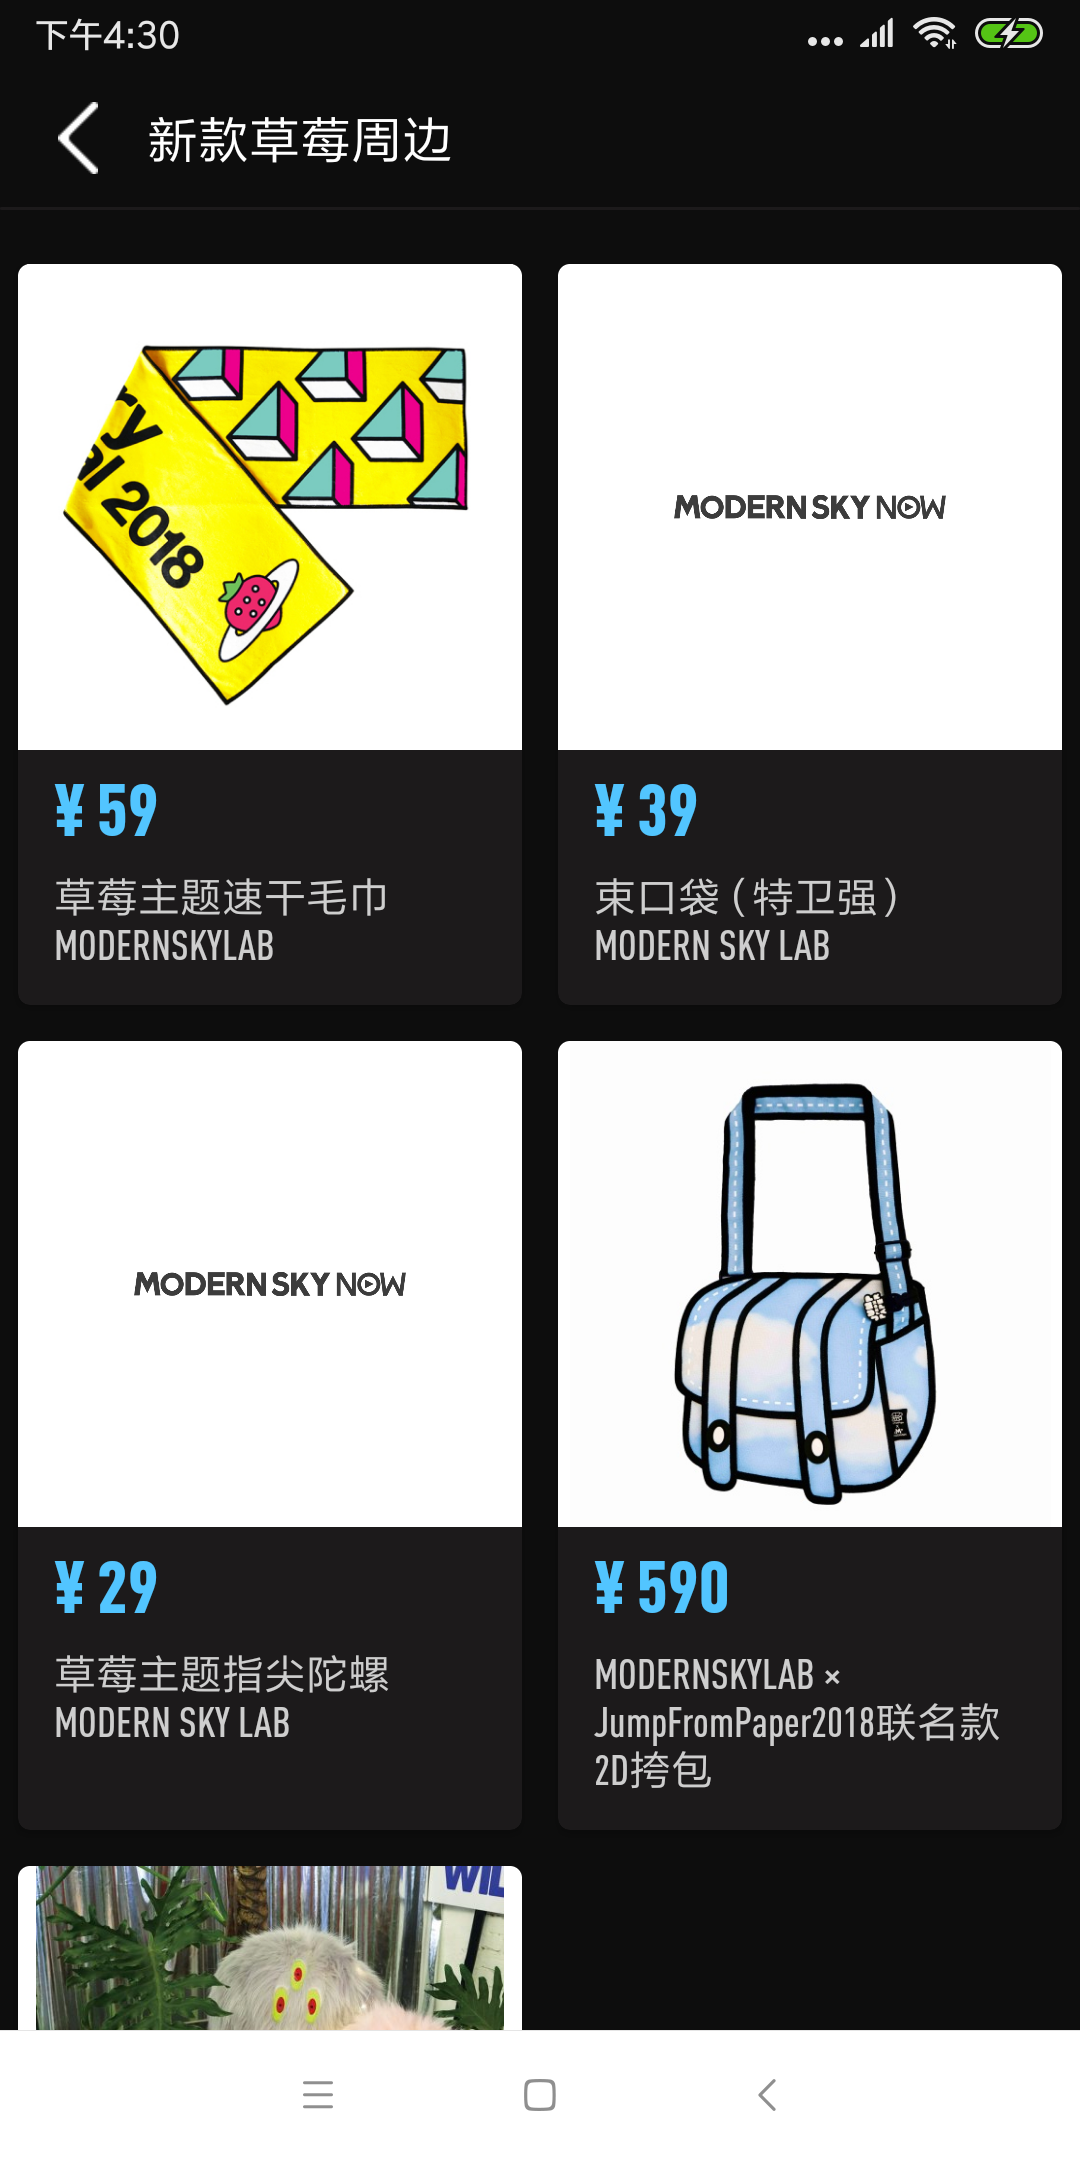 下午4:30
新款草莓周边
ry
al 2018
MODERN SKY NOW
¥ 59
草莓主题速干毛巾
MODERNSKYLAB
¥ 39
束口袋（特卫强）
MODERN SKY LAB
MODERN SKY NOW
¥ 29
草莓主题指尖陀螺
MODERN SKY LAB
¥ 590
MODERNSKYLAB ×
JumpFromPaper2018联名款
2D挎包
WIL